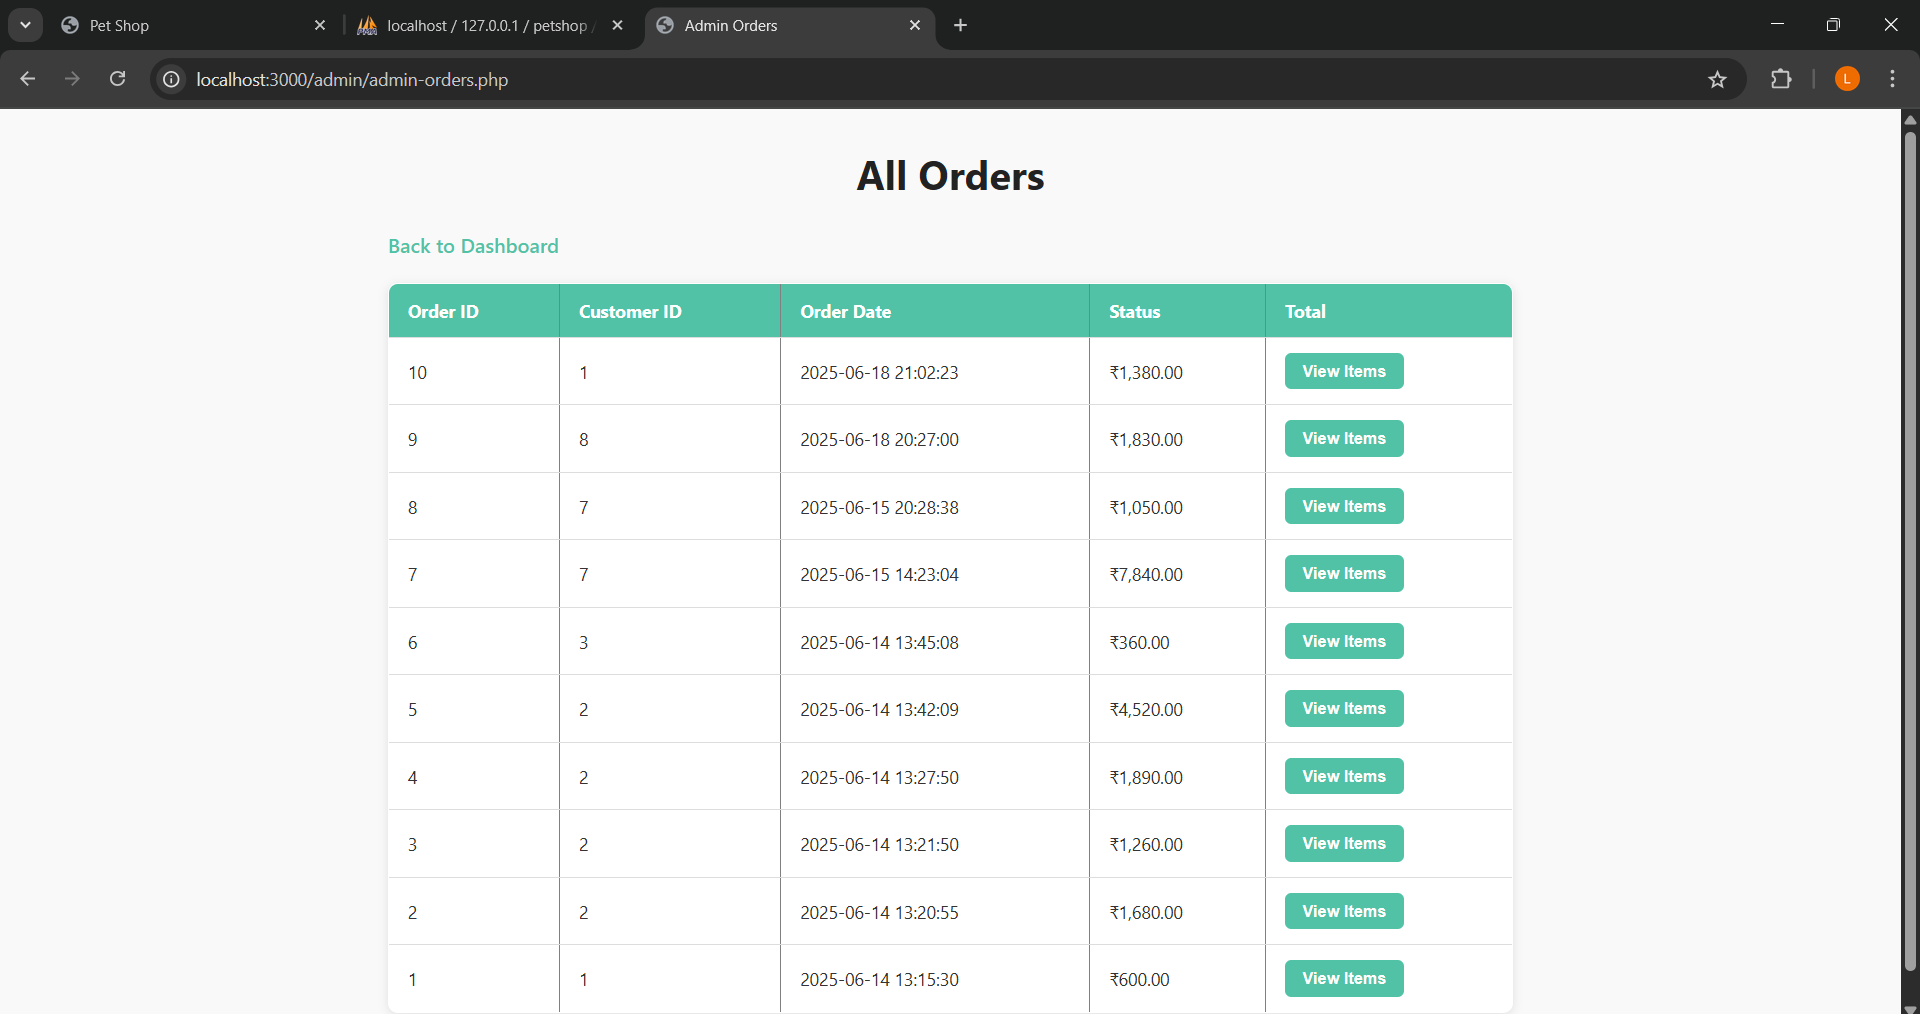 Pet Shop
localhost / 127.0.0.1 / petshop /
Admin Orders
localhost:3000/admin/admin-orders.php
L
All Orders
Back to Dashboard
Order ID Customer ID Order Date Status Total
10 1 2025-06-18 21:02:23 ₹1,380.00 View Items
9 8 2025-06-18 20:27:00 ₹1,830.00 View Items
8 7 2025-06-15 20:28:38 ₹1,050.00 View Items
7 7 2025-06-15 14:23:04 ₹7,840.00 View Items
6 3 2025-06-14 13:45:08 ₹360.00 View Items
5 2 2025-06-14 13:42:09 ₹4,520.00 View Items
4 2 2025-06-14 13:27:50 ₹1,890.00 View Items
3 2 2025-06-14 13:21:50 ₹1,260.00 View Items
2 2 2025-06-14 13:20:55 ₹1,680.00 View Items
1 1 2025-06-14 13:15:30 ₹600.00 View Items